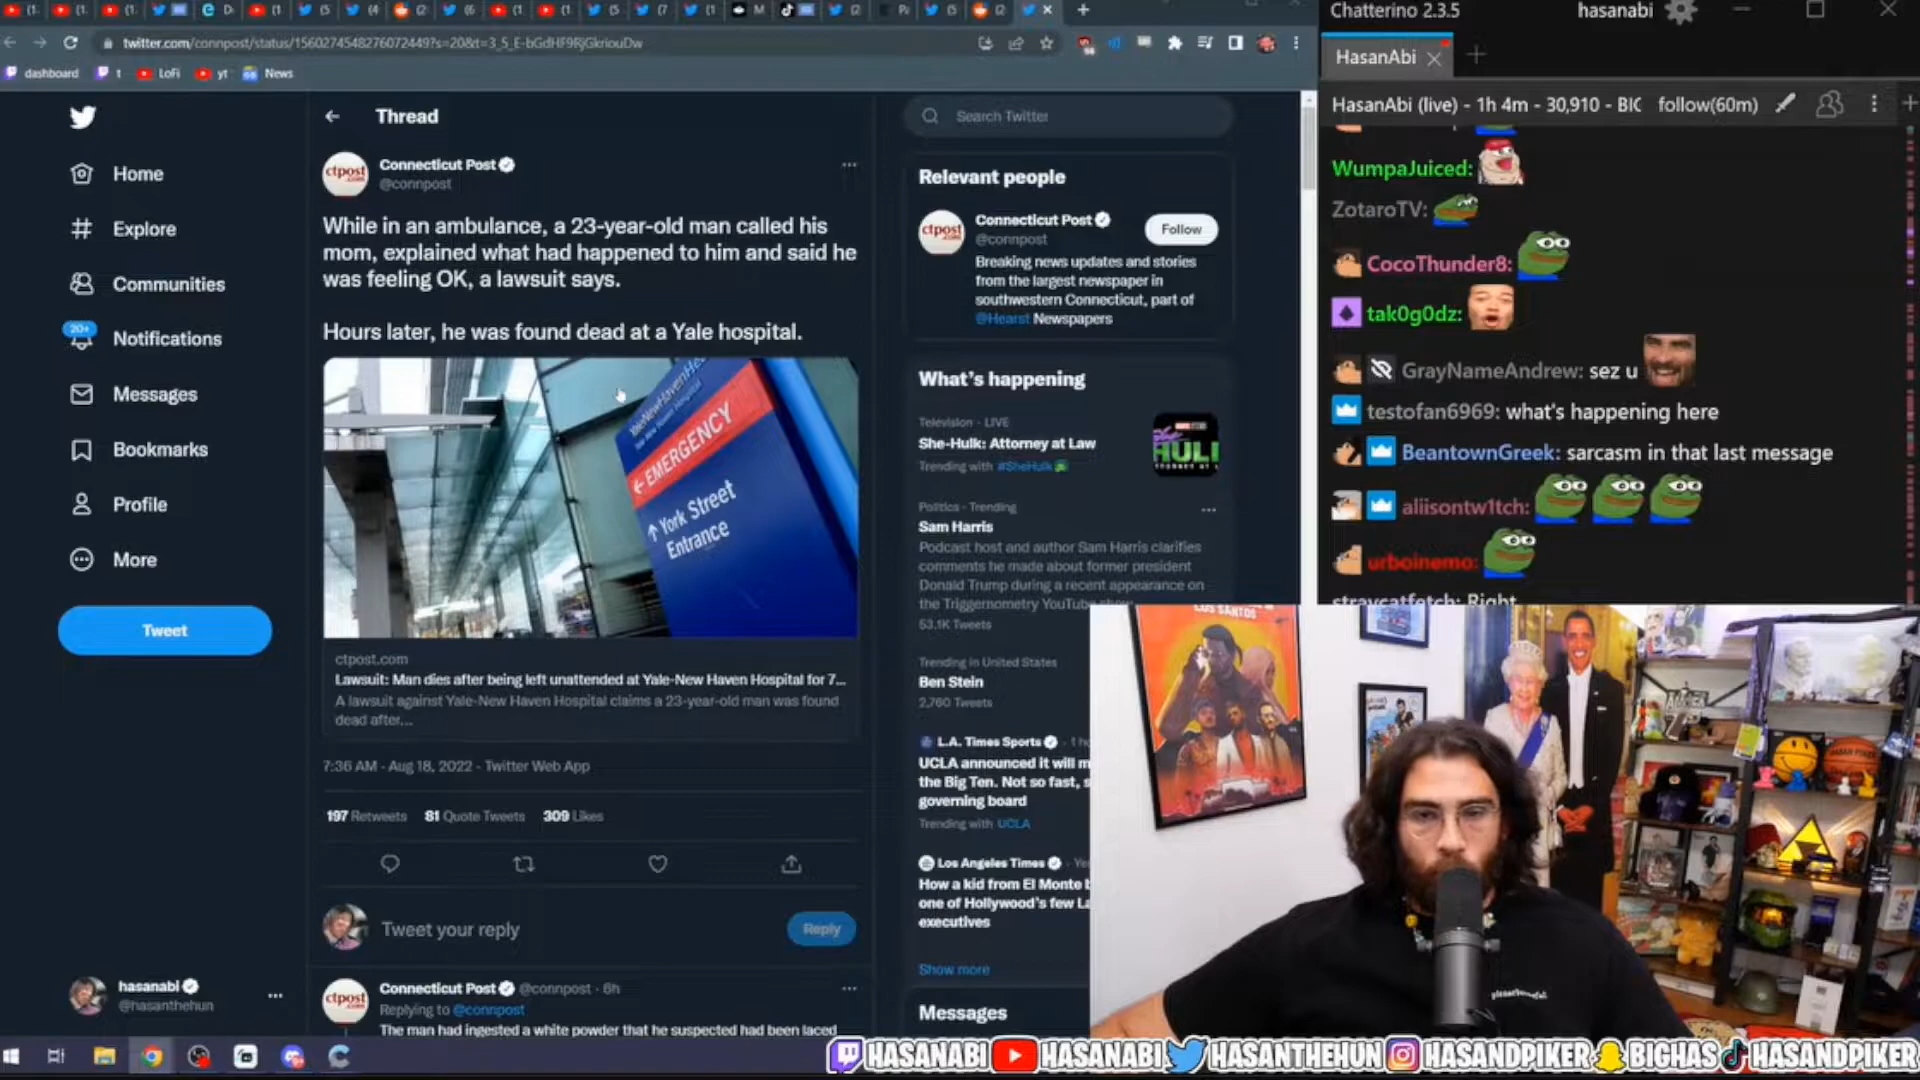 twitter.com/connpost/status/1560274548276072449?s=20&t=3_5_E-bGdHF9RjGkriouDw
dashboard
t
LoFi
yt
News
Home
Explore
Communities
20+
Notifications
Messages
Bookmarks
Profile
More
Tweet
hasanabi
@hasanthehun
Thread
Connecticut Post
@connpost
While in an ambulance, a 23-year-old man called his
mom, explained what had happened to him and said he
was feeling OK, a lawsuit says.
Hours later, he was found dead at a Yale hospital.
EMERGENCY
York Street
Entrance
ctpost.com
Lawsuit: Man dies after being left unattended at Yale-New Haven Hospital for 7...
A lawsuit against Yale-New Haven Hospital claims a 23-year-old man was found
dead after...
7:36 AM · Aug 18, 2022 · Twitter Web App
197 Retweets 81 Quote Tweets 309 Likes
Tweet your reply
Reply
Connecticut Post @connpost · 6h
Replying to @connpost
The man had ingested a white powder that he suspected had been laced
Search Twitter
Relevant people
Connecticut Post
@connpost
Follow
Breaking news updates and stories
from the largest newspaper in
southwestern Connecticut, part of
@Hearst Newspapers
What's happening
Television · LIVE
She-Hulk: Attorney at Law
Trending with #SheHulk
Politics · Trending
Sam Harris
Podcast host and author Sam Harris clarifies
comments he made about former president
Donald Trump during a recent appearance on
the Triggernometry YouTube show
53.1K Tweets
Trending in United States
Ben Stein
2,760 Tweets
L.A. Times Sports
UCLA announced it will m
the Big Ten. Not so fast, s
governing board
Trending with UCLA
Los Angeles Times
How a kid from El Monte b
one of Hollywood's few La
executives
Show more
Messages
Chatterino 2.3.5
hasanabi
HasanAbi
HasanAbi (live) - 1h 4m - 30,910 - BIC follow(60m)
WumpaJuiced:
ZotaroTV:
CocoThunder8:
tak0g0dz:
GrayNameAndrew: sez u
testofan6969: what's happening here
BeantownGreek: sarcasm in that last message
aliisontw1tch:
urboinemo:
straycatfetch: Right
LOS SANTOS
HASANABI HASANABI HASANTHEHUN HASANDPIKER BIGHAS HASANDPIKER